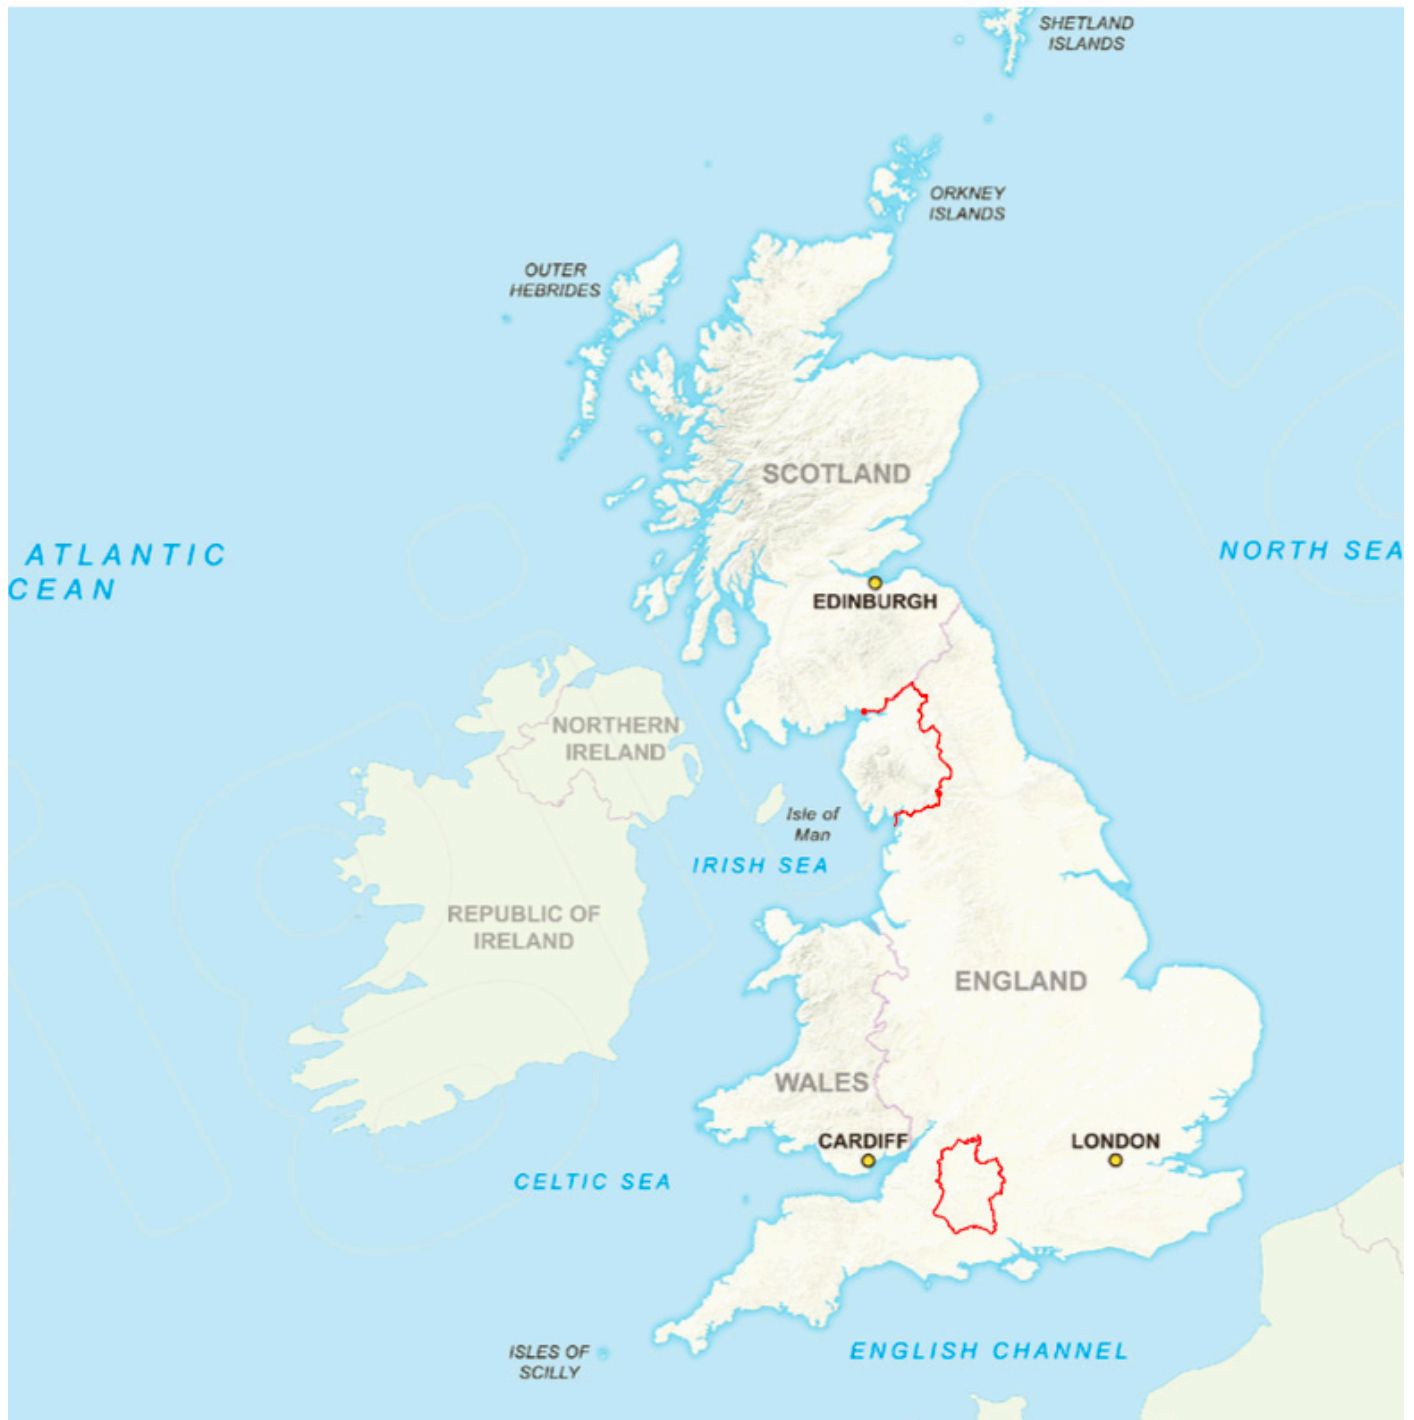 SHETLAND
ISLANDS
ORKNEY
ISLANDS
OUTER
HEBRIDES
SCOTLAND
ATLANTIC
CEAN
NORTH SEA
EDINBURGH
NORTHERN
IRELAND
Isle of
Man
IRISH SEA
REPUBLIC OF
IRELAND
ENGLAND
WALES
CARDIFF
LONDON
CELTIC SEA
ISLES OF
SCILLY
ENGLISH CHANNEL